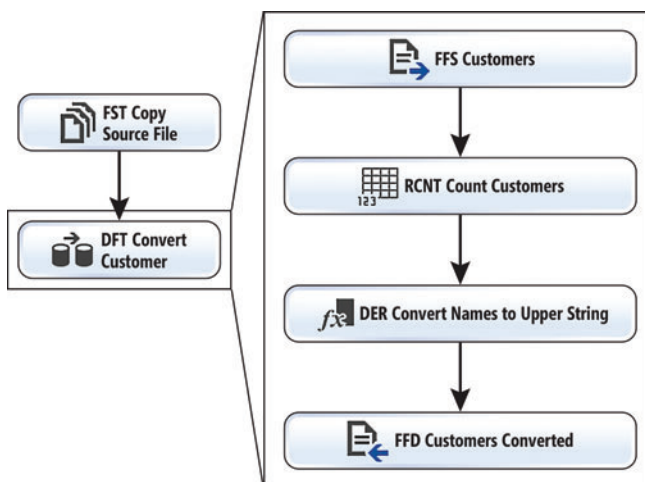 FFS Customers
FST Copy
Source File
RCNT Count Customers
123
DFT Convert
Customer
fx DER Convert Names to Upper String
FFD Customers Converted